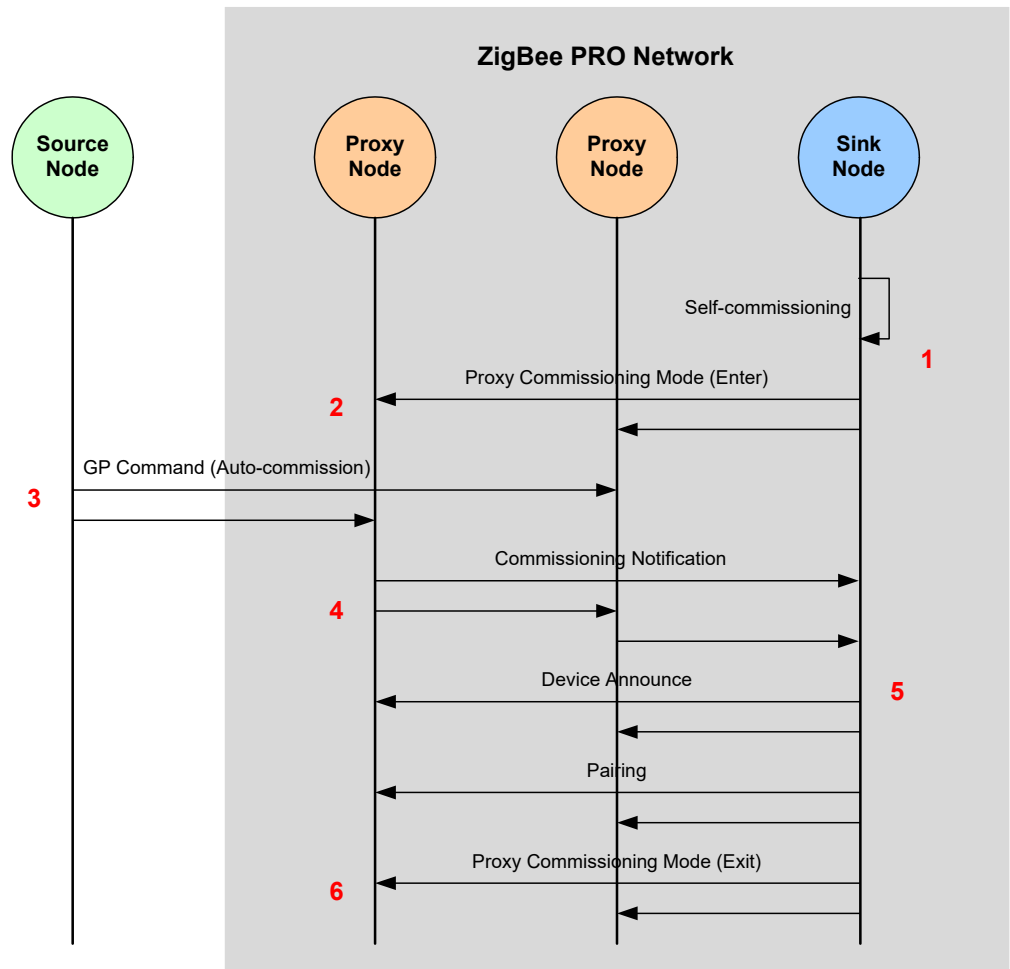 ZigBee PRO Network
Source
Node
Proxy
Node
Proxy
Node
Sink
Node
Self-commissioning
1
Proxy Commissioning Mode (Enter)
2
GP Command (Auto-commission)
3
Commissioning Notification
4
Device Announce
5
Pairing
Proxy Commissioning Mode (Exit)
6